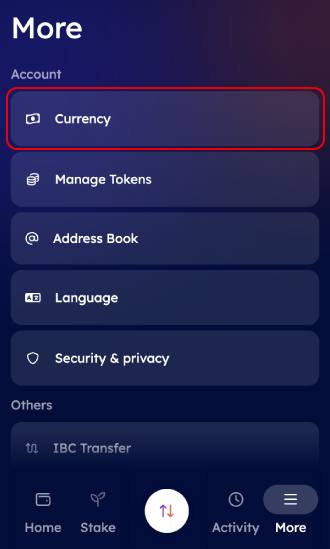 More
Account
Currency
Manage Tokens
Address Book
Language
Security & privacy
Others
IBC Transfer
Home Stake Activity More